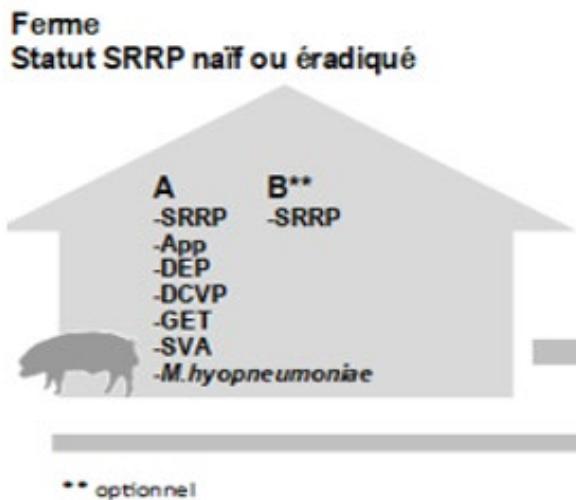 Ferme
Statut SRRP naïf ou éradiqué
A B**
-SRRP -SRRP
-App
-DEP
-DCVP
-GET
-SVA
-M.hyopneumoniae
** optionnel